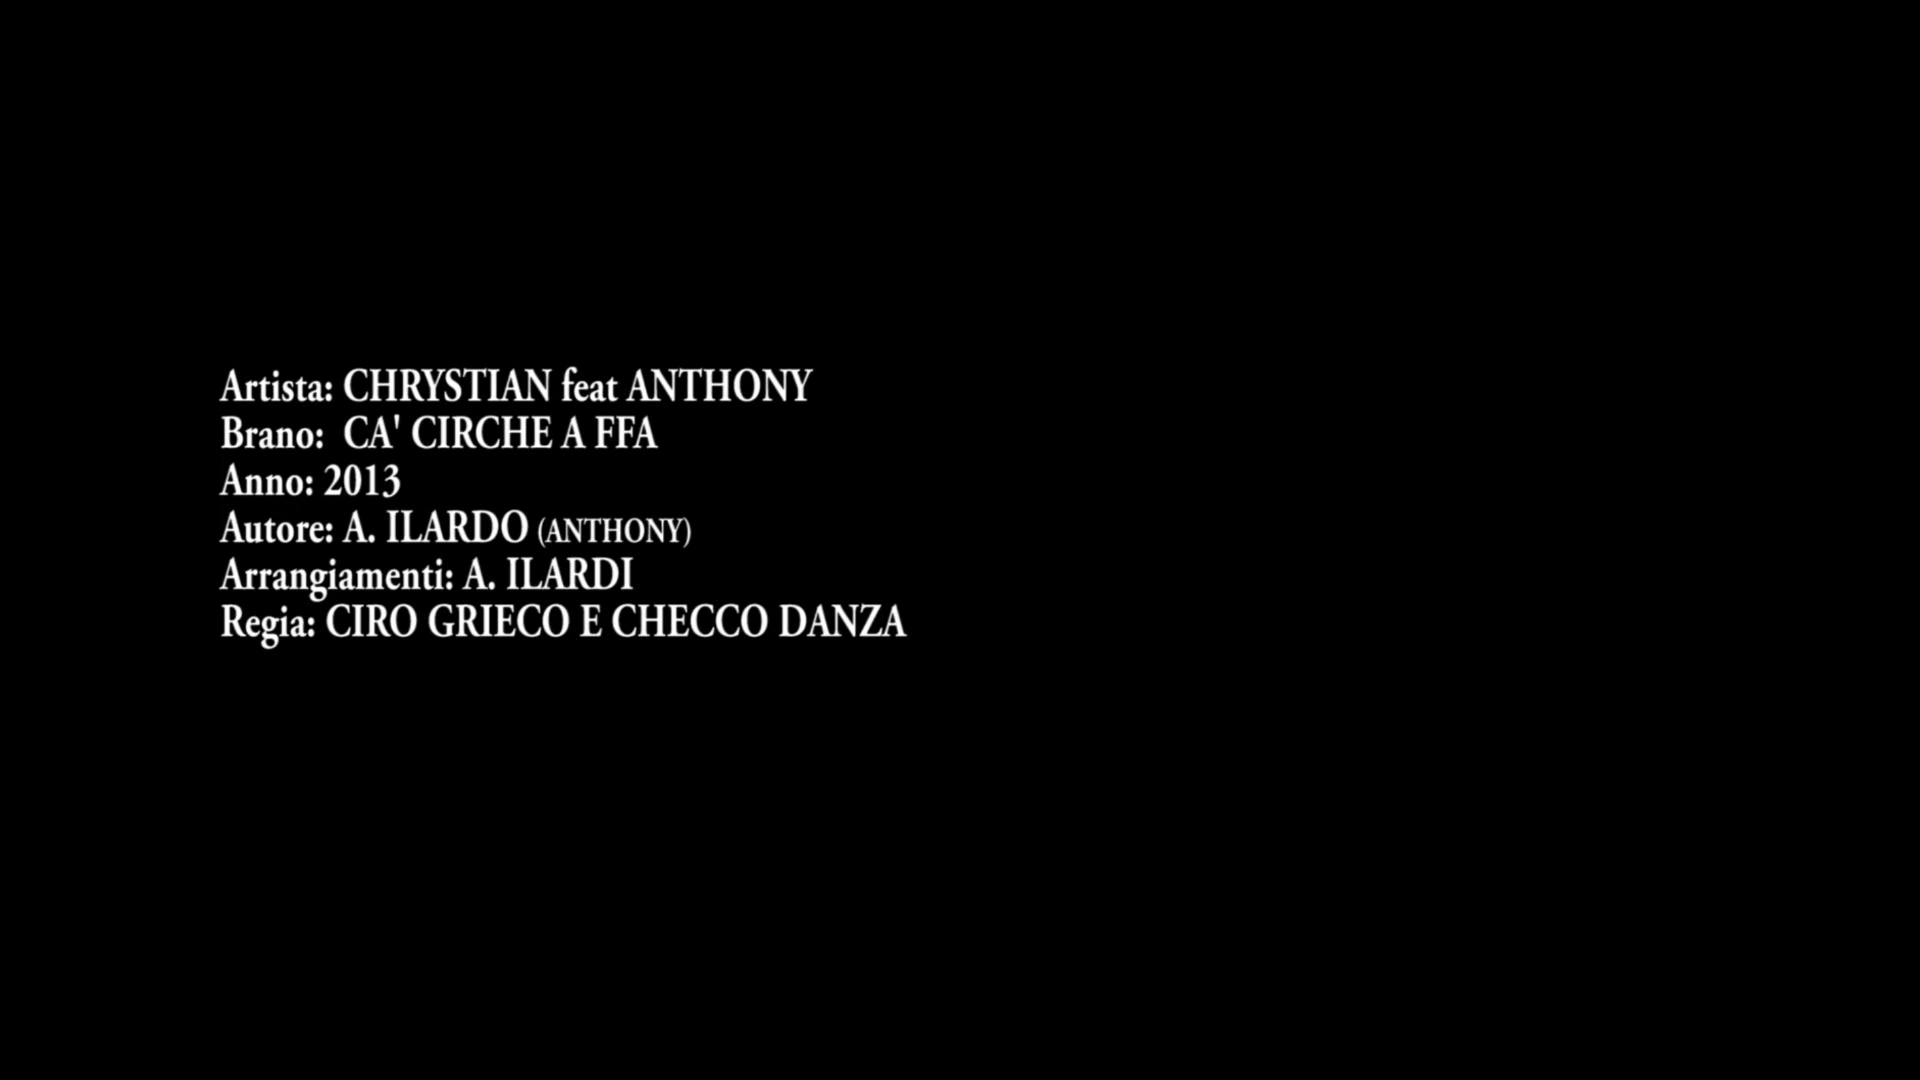 Artista: CHRYSTIAN feat ANTHONY
Brano:  CA' CIRCHE A FFA
Anno: 2013
Autore: A. ILARDO (ANTHONY)
Arrangiamenti: A. ILARDI
Regia: CIRO GRIECO E CHECCO DANZA